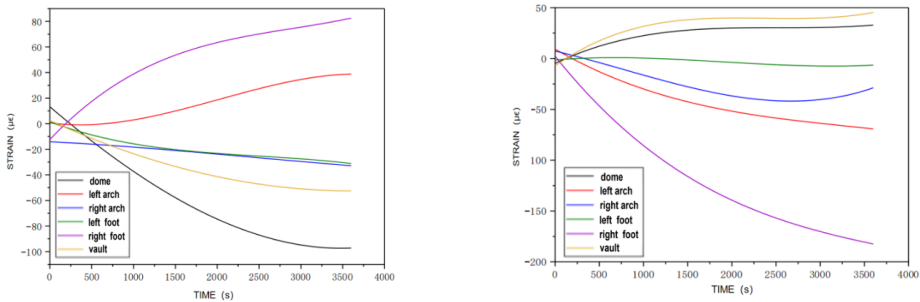 80
60
40
20
0
−20
−40
−60
−80
−100
STRAIN (με)
dome
left arch
right arch
left foot
right foot
vault
0 500 1000 1500 2000 2500 3000 3500 4000
TIME (s)
50
0
−50
−100
−150
−200
STRAIN (με)
dome
left arch
right arch
left foot
right foot
vault
0 500 1000 1500 2000 2500 3000 3500 4000
TIME (s)